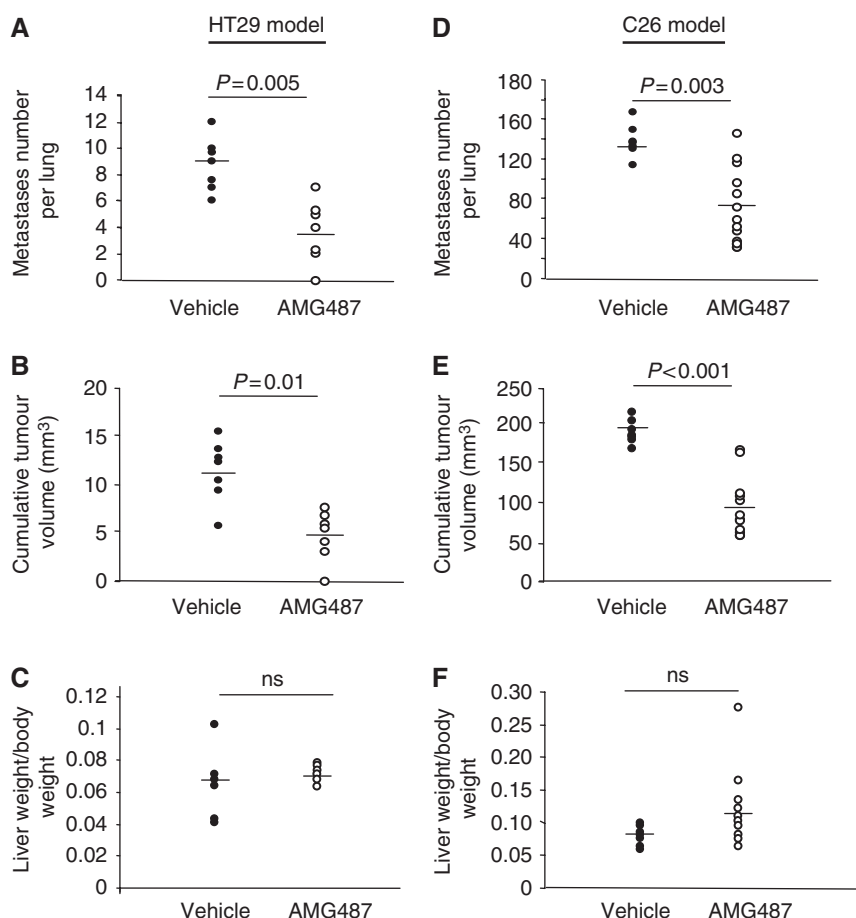 A
HT29 model
P=0.005
Metastases number
per lung
14
12
10
8
6
4
2
0
Vehicle
AMG487
D
C26 model
P=0.003
Metastases number
per lung
180
160
120
80
40
0
Vehicle
AMG487
B
P=0.01
Cumulative tumour
volume (mm³)
20
15
10
5
0
Vehicle
AMG487
E
P<0.001
Cumulative tumour
volume (mm³)
250
200
150
100
50
0
Vehicle
AMG487
C
ns
Liver weight/body
weight
0.12
0.1
0.08
0.06
0.04
0.02
0
Vehicle
AMG487
F
ns
Liver weight/body
weight
0.30
0.25
0.20
0.15
0.10
0.05
0
Vehicle
AMG487